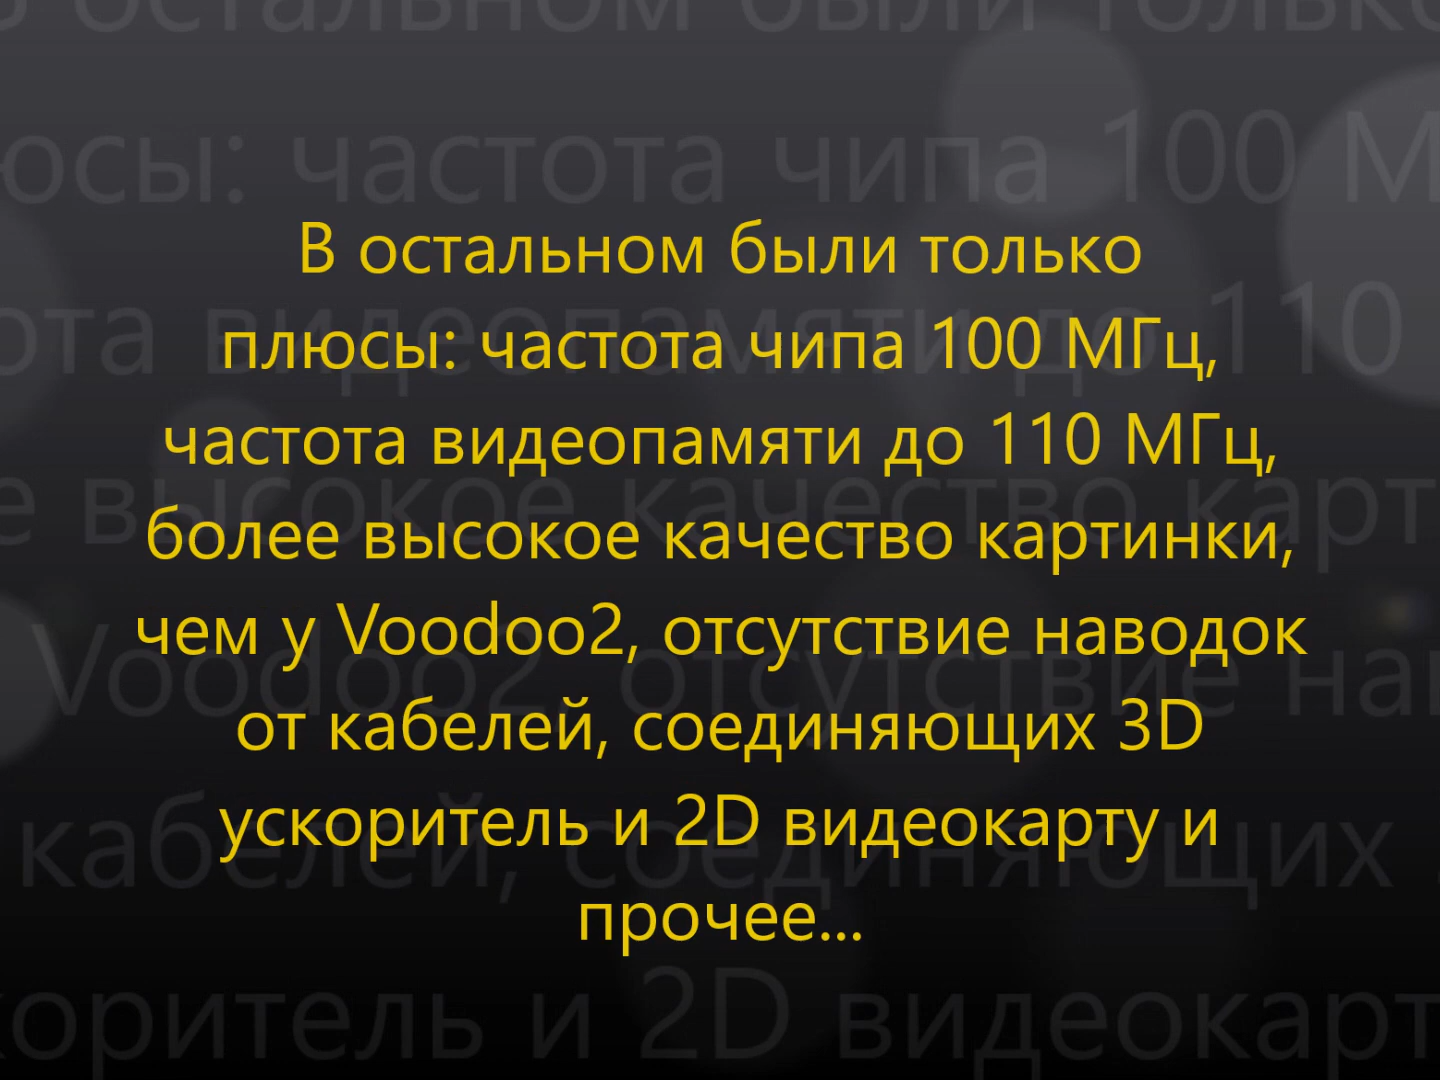 В остальном были только
плюсы: частота чипа 100 МГц,
частота видеопамяти до 110 МГц,
более высокое качество картинки,
чем у Voodoo2, отсутствие наводок
от кабелей, соединяющих 3D
ускоритель и 2D видеокарту и
прочее...